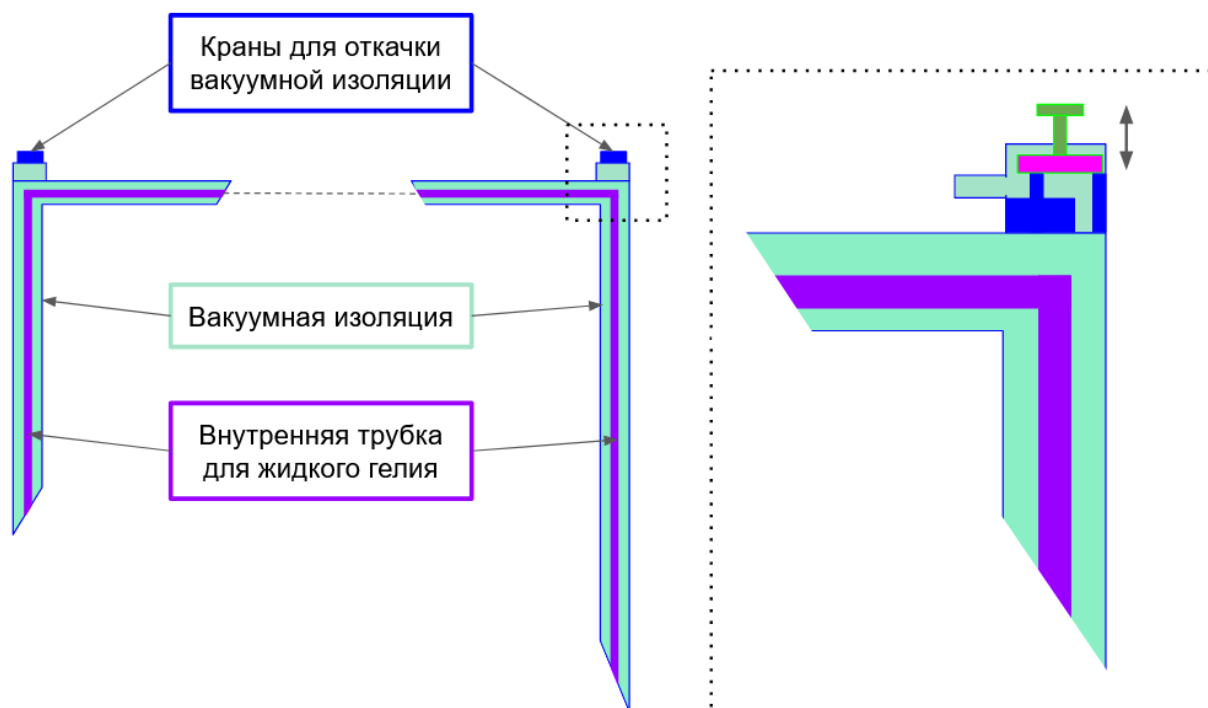 Краны для откачки
вакуумной изоляции
Вакуумная изоляция
Внутренняя трубка
для жидкого гелия